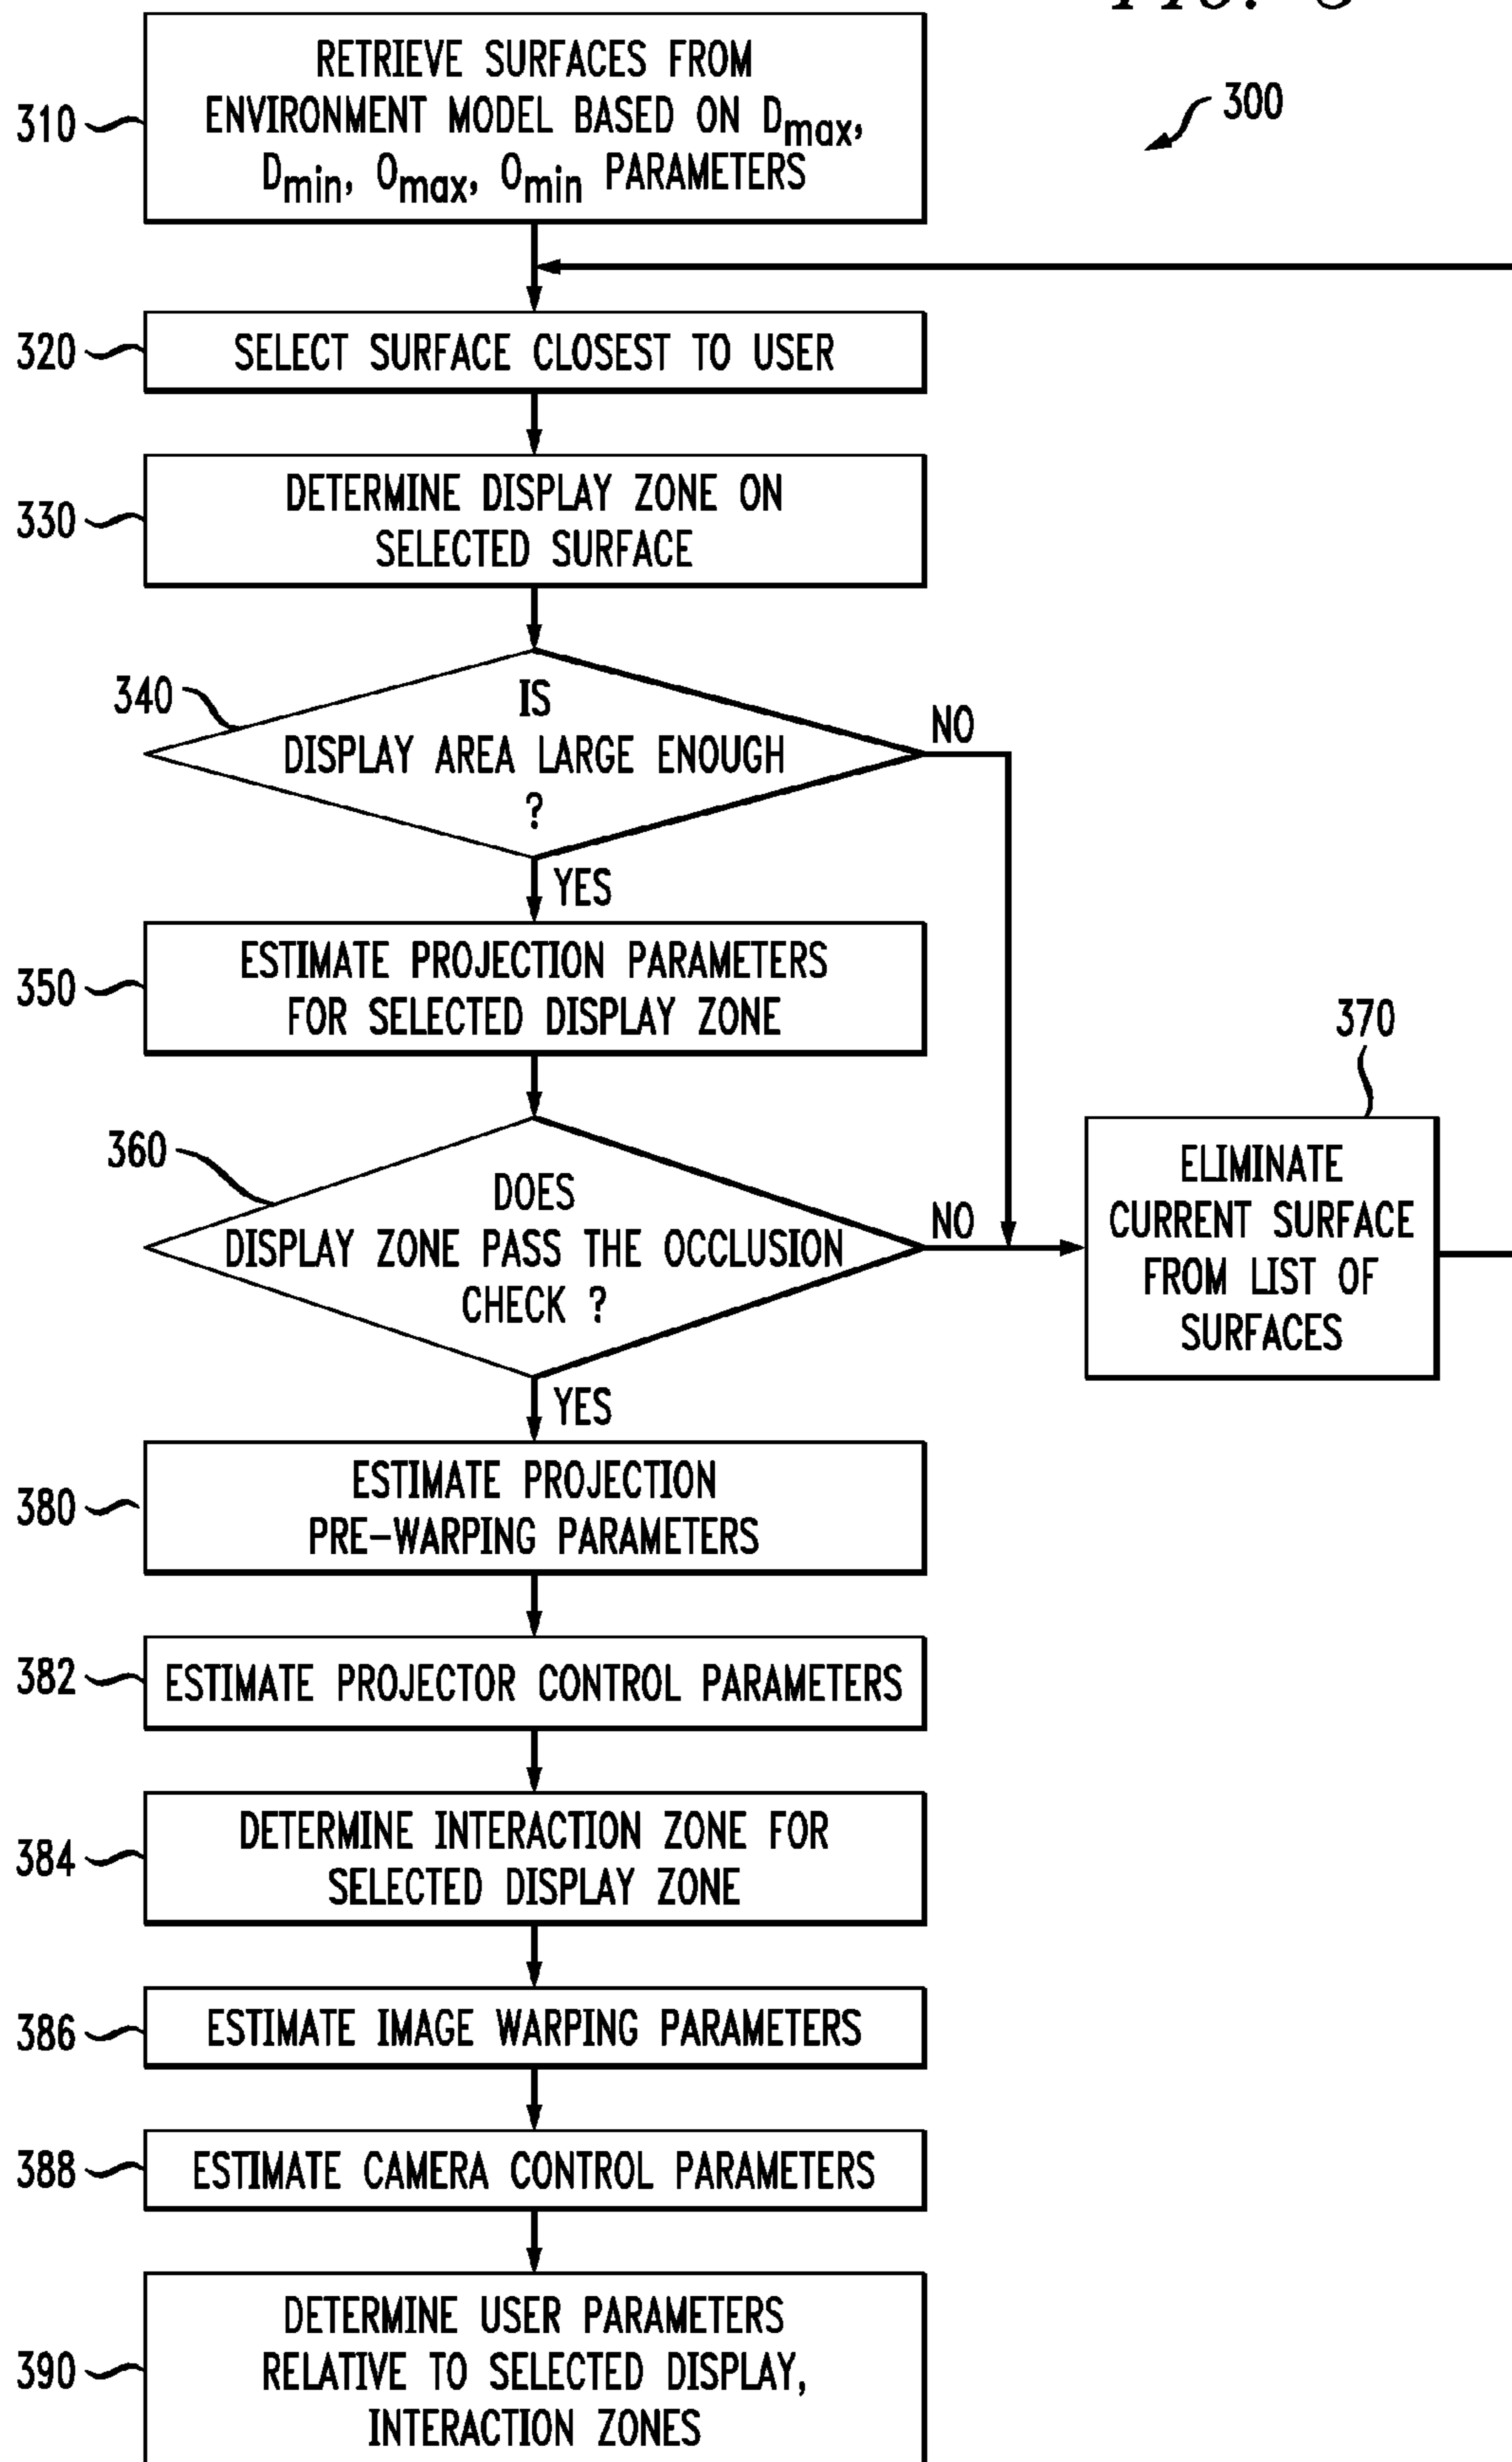 300
310
RETRIEVE SURFACES FROM
ENVIRONMENT MODEL BASED ON Dmax,
Dmin, Omax, Omin PARAMETERS
320
SELECT SURFACE CLOSEST TO USER
330
DETERMINE DISPLAY ZONE ON
SELECTED SURFACE
340
IS
DISPLAY AREA LARGE ENOUGH
?
NO
YES
350
ESTIMATE PROJECTION PARAMETERS
FOR SELECTED DISPLAY ZONE
360
DOES
DISPLAY ZONE PASS THE OCCLUSION
CHECK ?
NO
YES
370
ELIMINATE
CURRENT SURFACE
FROM LIST OF
SURFACES
380
ESTIMATE PROJECTION
PRE-WARPING PARAMETERS
382
ESTIMATE PROJECTOR CONTROL PARAMETERS
384
DETERMINE INTERACTION ZONE FOR
SELECTED DISPLAY ZONE
386
ESTIMATE IMAGE WARPING PARAMETERS
388
ESTIMATE CAMERA CONTROL PARAMETERS
390
DETERMINE USER PARAMETERS
RELATIVE TO SELECTED DISPLAY,
INTERACTION ZONES